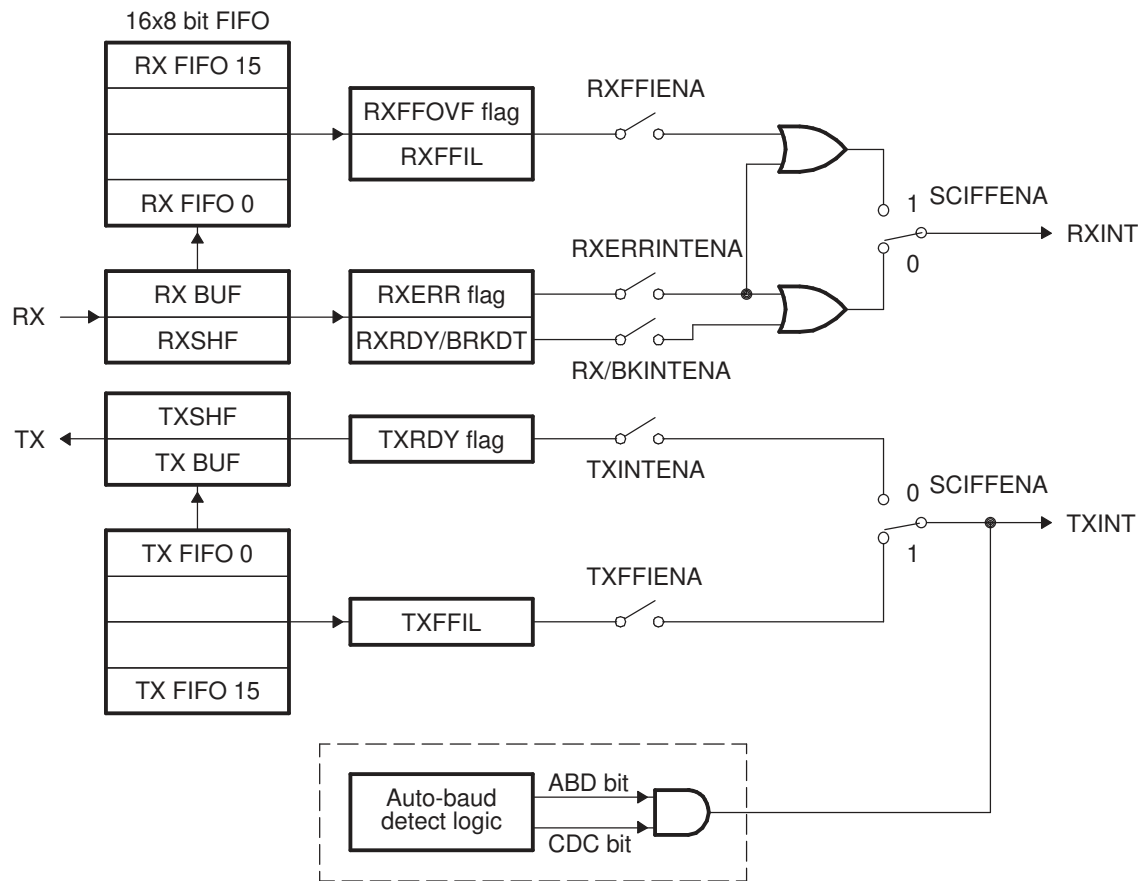 16x8 bit FIFO
RX FIFO 15
RX FIFO 0
RXFFOVF flag
RXFFIL
RXFFIENA
1
SCIFFENA
0
RXINT
RX
RX BUF
RXSHF
RXERR flag
RXRDY/BRKDT
RXERRINTENA
RX/BKINTENA
TX
TXSHF
TX BUF
TXRDY flag
TXINTENA
0
SCIFFENA
1
TXINT
TX FIFO 0
TX FIFO 15
TXFFIL
TXFFIENA
Auto-baud
detect logic
ABD bit
CDC bit